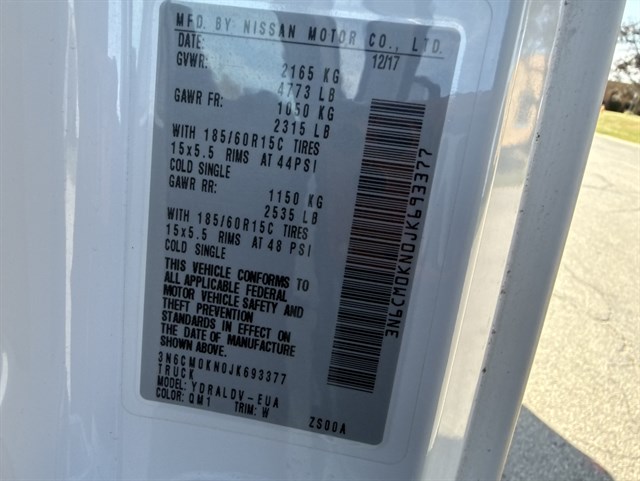 MFD. BY NISSAN MOTOR CO., LTD.
DATE: 12/17
GVWR: 2165 KG
4773 LB
GAWR FR: 1050 KG
2315 LB
WITH 185/60R15C TIRES
15x5.5 RIMS AT 44PSI
COLD SINGLE
GAWR RR: 1150 KG
2535 LB
WITH 185/60R15C TIRES
15x5.5 RIMS AT 48 PSI
COLD SINGLE
THIS VEHICLE CONFORMS TO
ALL APPLICABLE FEDERAL
MOTOR VEHICLE SAFETY AND
THEFT PREVENTION
STANDARDS IN EFFECT ON
THE DATE OF MANUFACTURE
SHOWN ABOVE.
3N6CM0KN0JK693377
TRUCK
MODEL: YDRALDV-EUA
COLOR: QM1 TRIM: W ZS00A
3N6CM0KN0JK693377